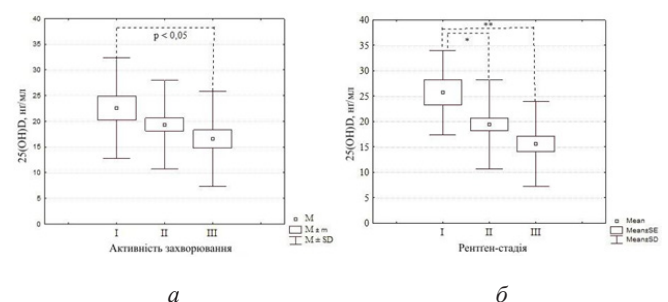 40
35
30
25
20
15
10
5
0
25(OH)D, нг/мл
p < 0,05
I II III
Активність захворювання
M
M ± m
M ± SD
а
40
35
30
25
20
15
10
5
0
25(OH)D, нг/мл
**
*
I II III
Рентген-стадія
Mean
Mean±SE
Mean±SD
б